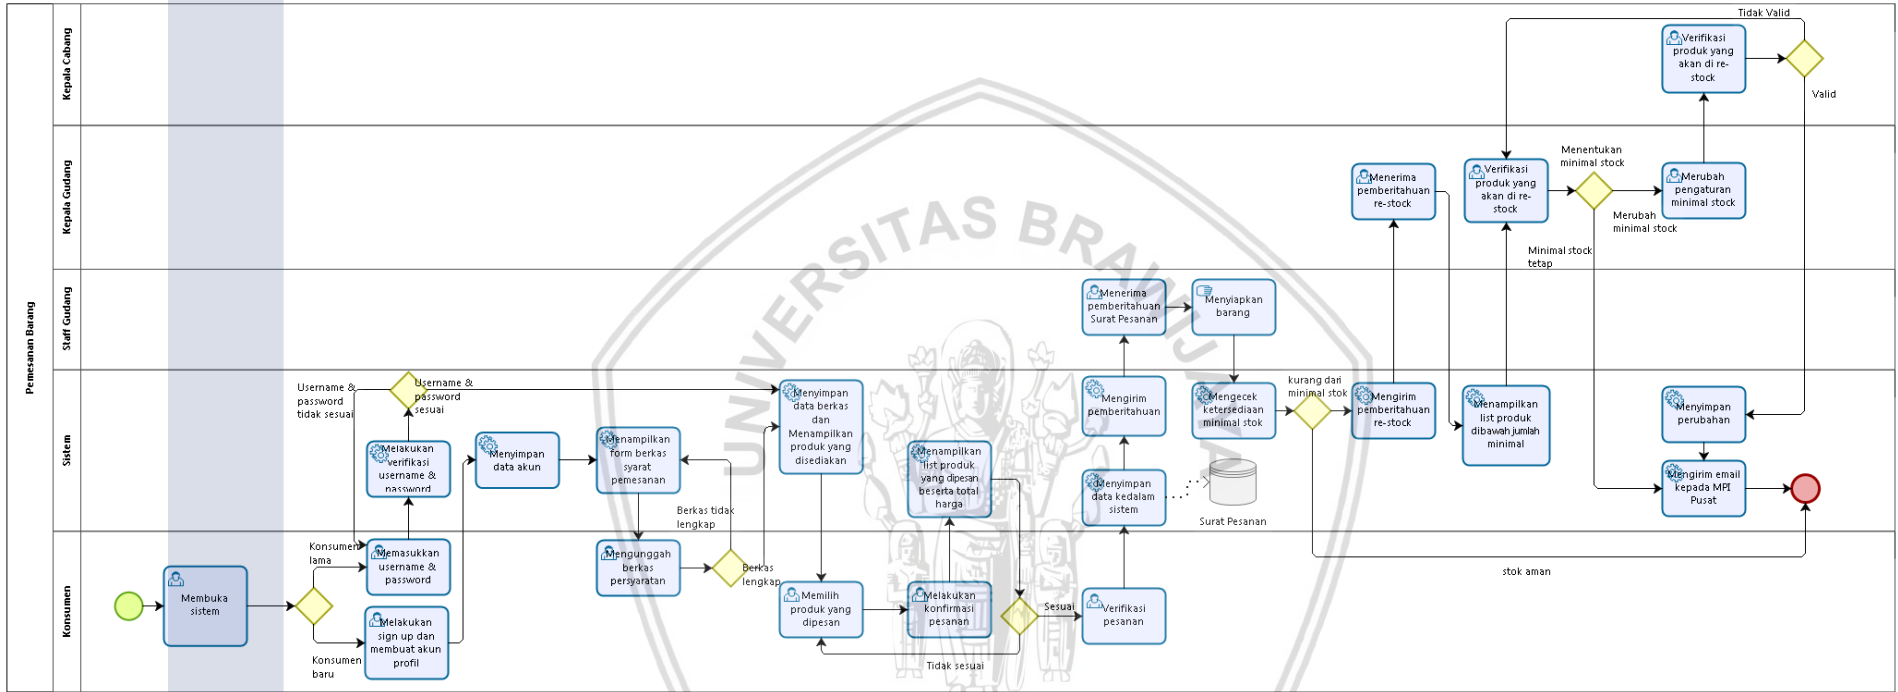 Pemesanan Barang
Kepala Cabang
Tidak Valid
Verifikasi
produk yang
akan di re-
stock
Valid
Kepala Gudang
Menerima
pemberitahuan
re-stock
Verifikasi
produk yang
akan di re-
stock
Menentukan
minimal stock
Merubah
pengaturan
minimal stock
Merubah
minimal stock
Minimal stock
tetap
Staff Gudang
Menerima
pemberitahuan
Surat Pesanan
Menyiapkan
barang
Sistem
Username &
password
tidak sesuai
Username &
password
sesuai
Melakukan
verifikasi
username &
password
Menyimpan
data akun
Menampilkan
form berkas
syarat
pemesanan
Berkas tidak
lengkap
Menyimpan
data berkas
dan
Menampilkan
produk yang
disediakan
Menampilkan
list produk
yang dipesan
beserta total
harga
Mengirim
pemberitahuan
Menyimpan
data kedalam
sistem
Surat Pesanan
Mengecek
ketersediaan
minimal stok
kurang dari
minimal stok
Mengirim
pemberitahuan
re-stock
Menampilkan
list produk
dibawah jumlah
minimal
Menyimpan
perubahan
Mengirim email
kepada MPI
Pusat
Konsumen
Membuka
sistem
Konsumen
lama
Memasukkan
username &
password
Konsumen
baru
Melakukan
sign up dan
membuat akun
profil
Mengunggah
berkas
persyaratan
Berkas
lengkap
Memilih
produk yang
dipesan
Melakukan
konfirmasi
pesanan
Sesuai
Tidak sesuai
Verifikasi
pesanan
stok aman
UNIVERSITAS BRAWIJAYA